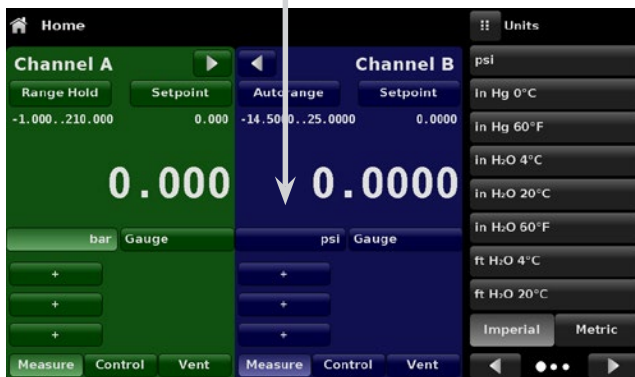 Home
Channel A
Range Hold Setpoint
-1.000..210.000 0.000
0.000
bar Gauge
+
+
+
Measure Control Vent
Channel B
Autorange Setpoint
-14.5000..25.0000 0.0000
0.0000
psi Gauge
+
+
+
Measure Control Vent
Units
psi
in Hg 0°C
in Hg 60°F
in H₂O 4°C
in H₂O 20°C
in H₂O 60°F
ft H₂O 4°C
ft H₂O 20°C
Imperial Metric